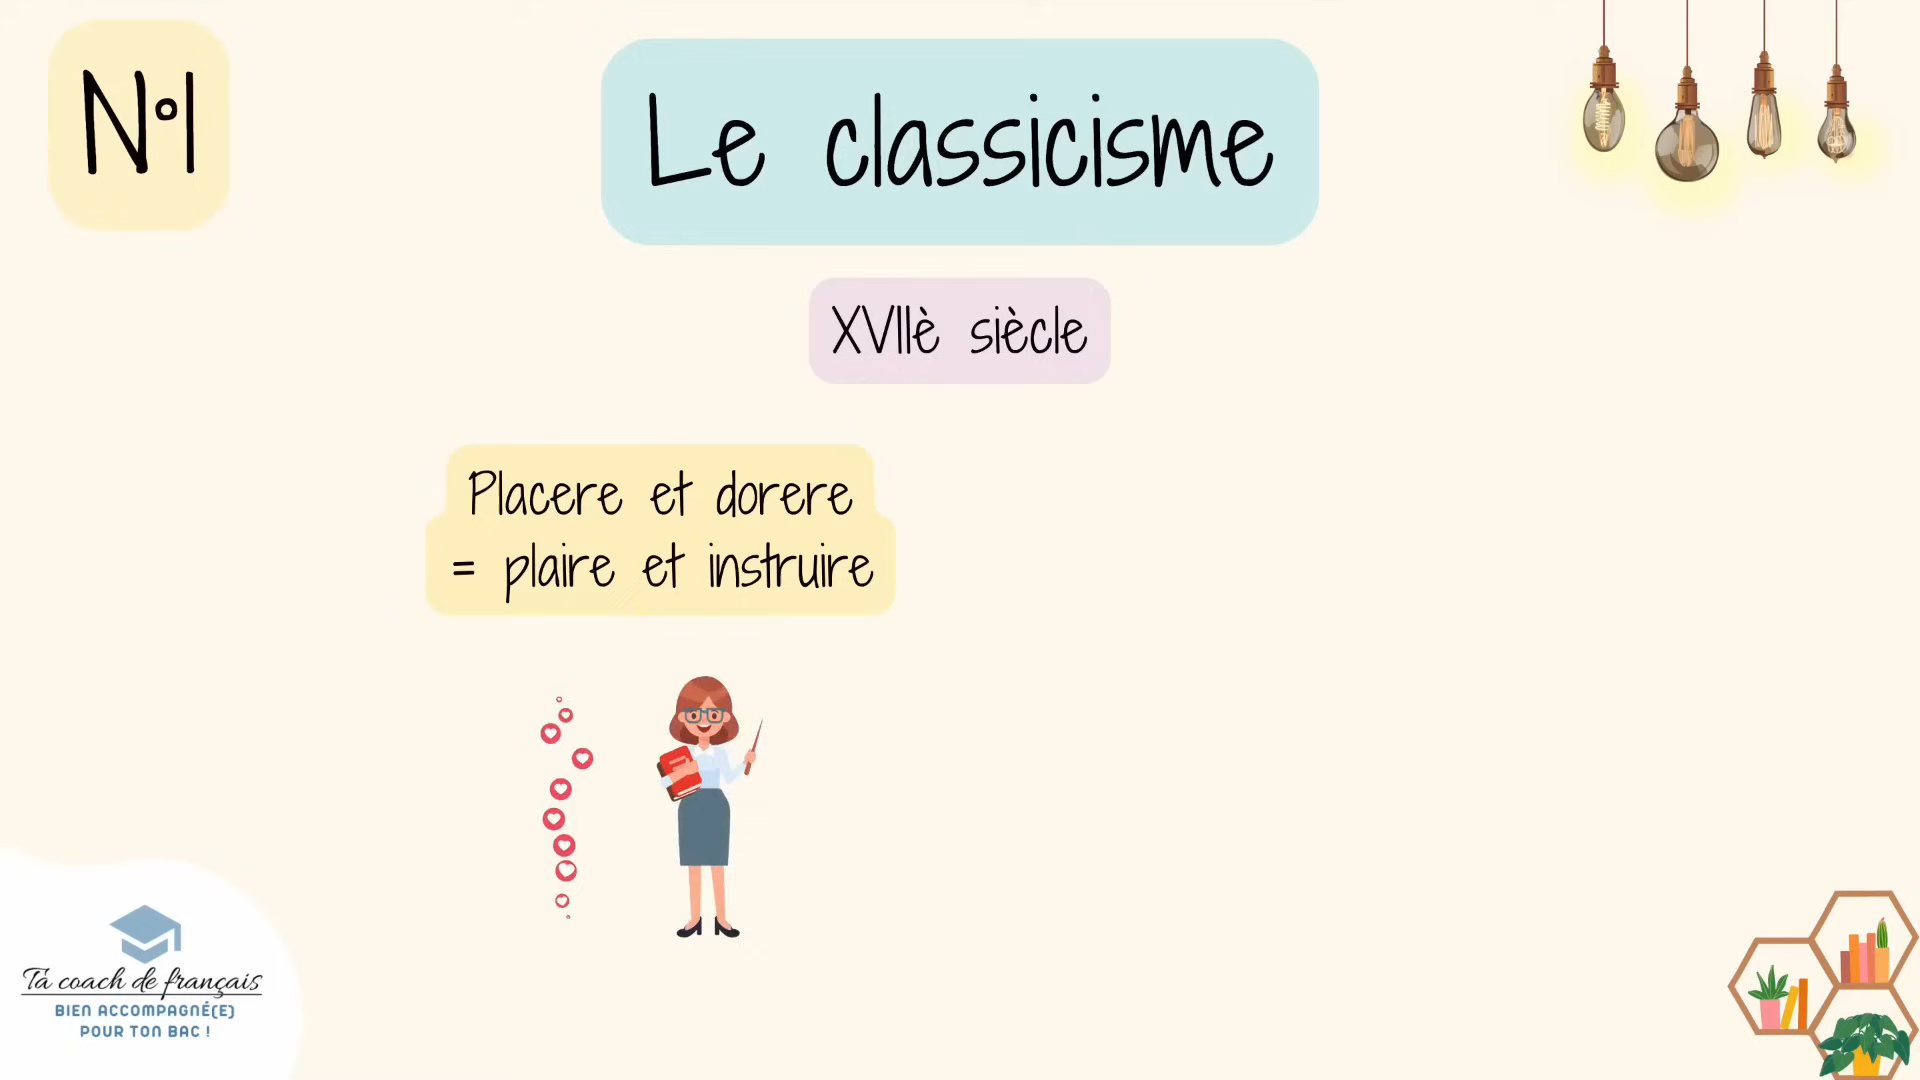 N°1
Le classicisme
XVIIè siècle
Placere et dorere
= plaire et instruire
Ta coach de français
BIEN ACCOMPAGNÉ(E)
POUR TON BAC !